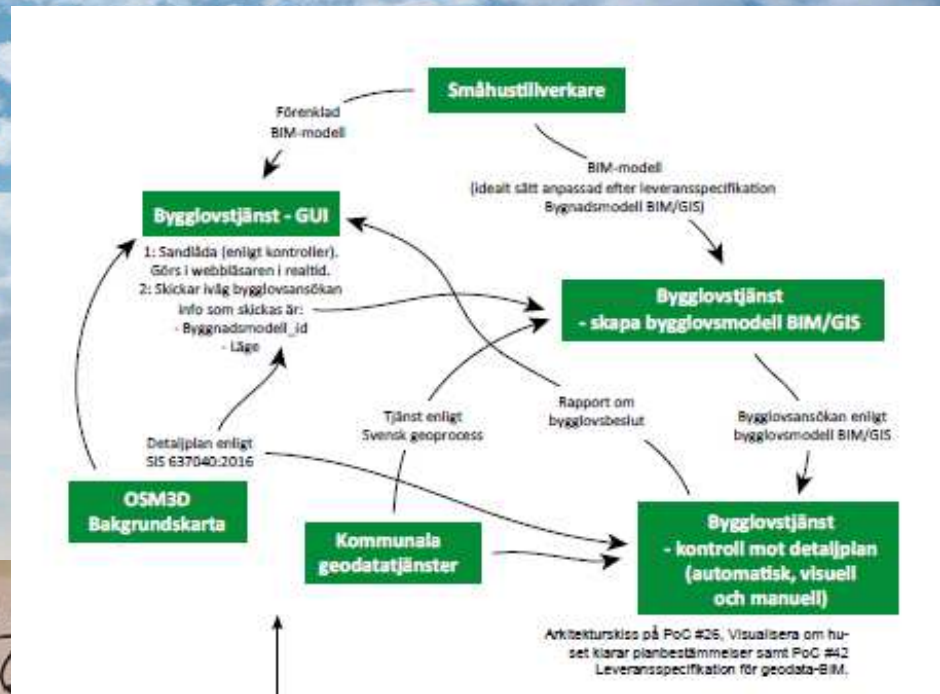 Småhustillverkare
Förenklad
BIM-modell
BIM-modell
(idealt sätt anpassad efter leveransspecifikation
Bygnadsmodell BIM/GIS)
Bygglovstjänst - GUI
1: Sandlåda (enligt kontroller).
Görs i webbläsaren i realtid.
2: Skickar iväg bygglovsansökan
info som skickas är:
- Byggnadsmodell_id
- Läge
Bygglovstjänst
- skapa bygglovsmodell BIM/GIS
Tjänst enligt
Svensk geoprocess
Rapport om
bygglovsbeslut
Bygglovsansökan enligt
bygglovsmodell BIM/GIS
Detaljplan enligt
SIS 637040:2016
OSM3D
Bakgrundskarta
Kommunala
geodatatjänster
Bygglovstjänst
- kontroll mot detaljplan
(automatisk, visuell
och manuell)
Arkitekturskiss på PoC #26, Visualisera om hu-
set klarar planbestämmelser samt PoC #42
Leveransspecifikation för geodata-BIM.